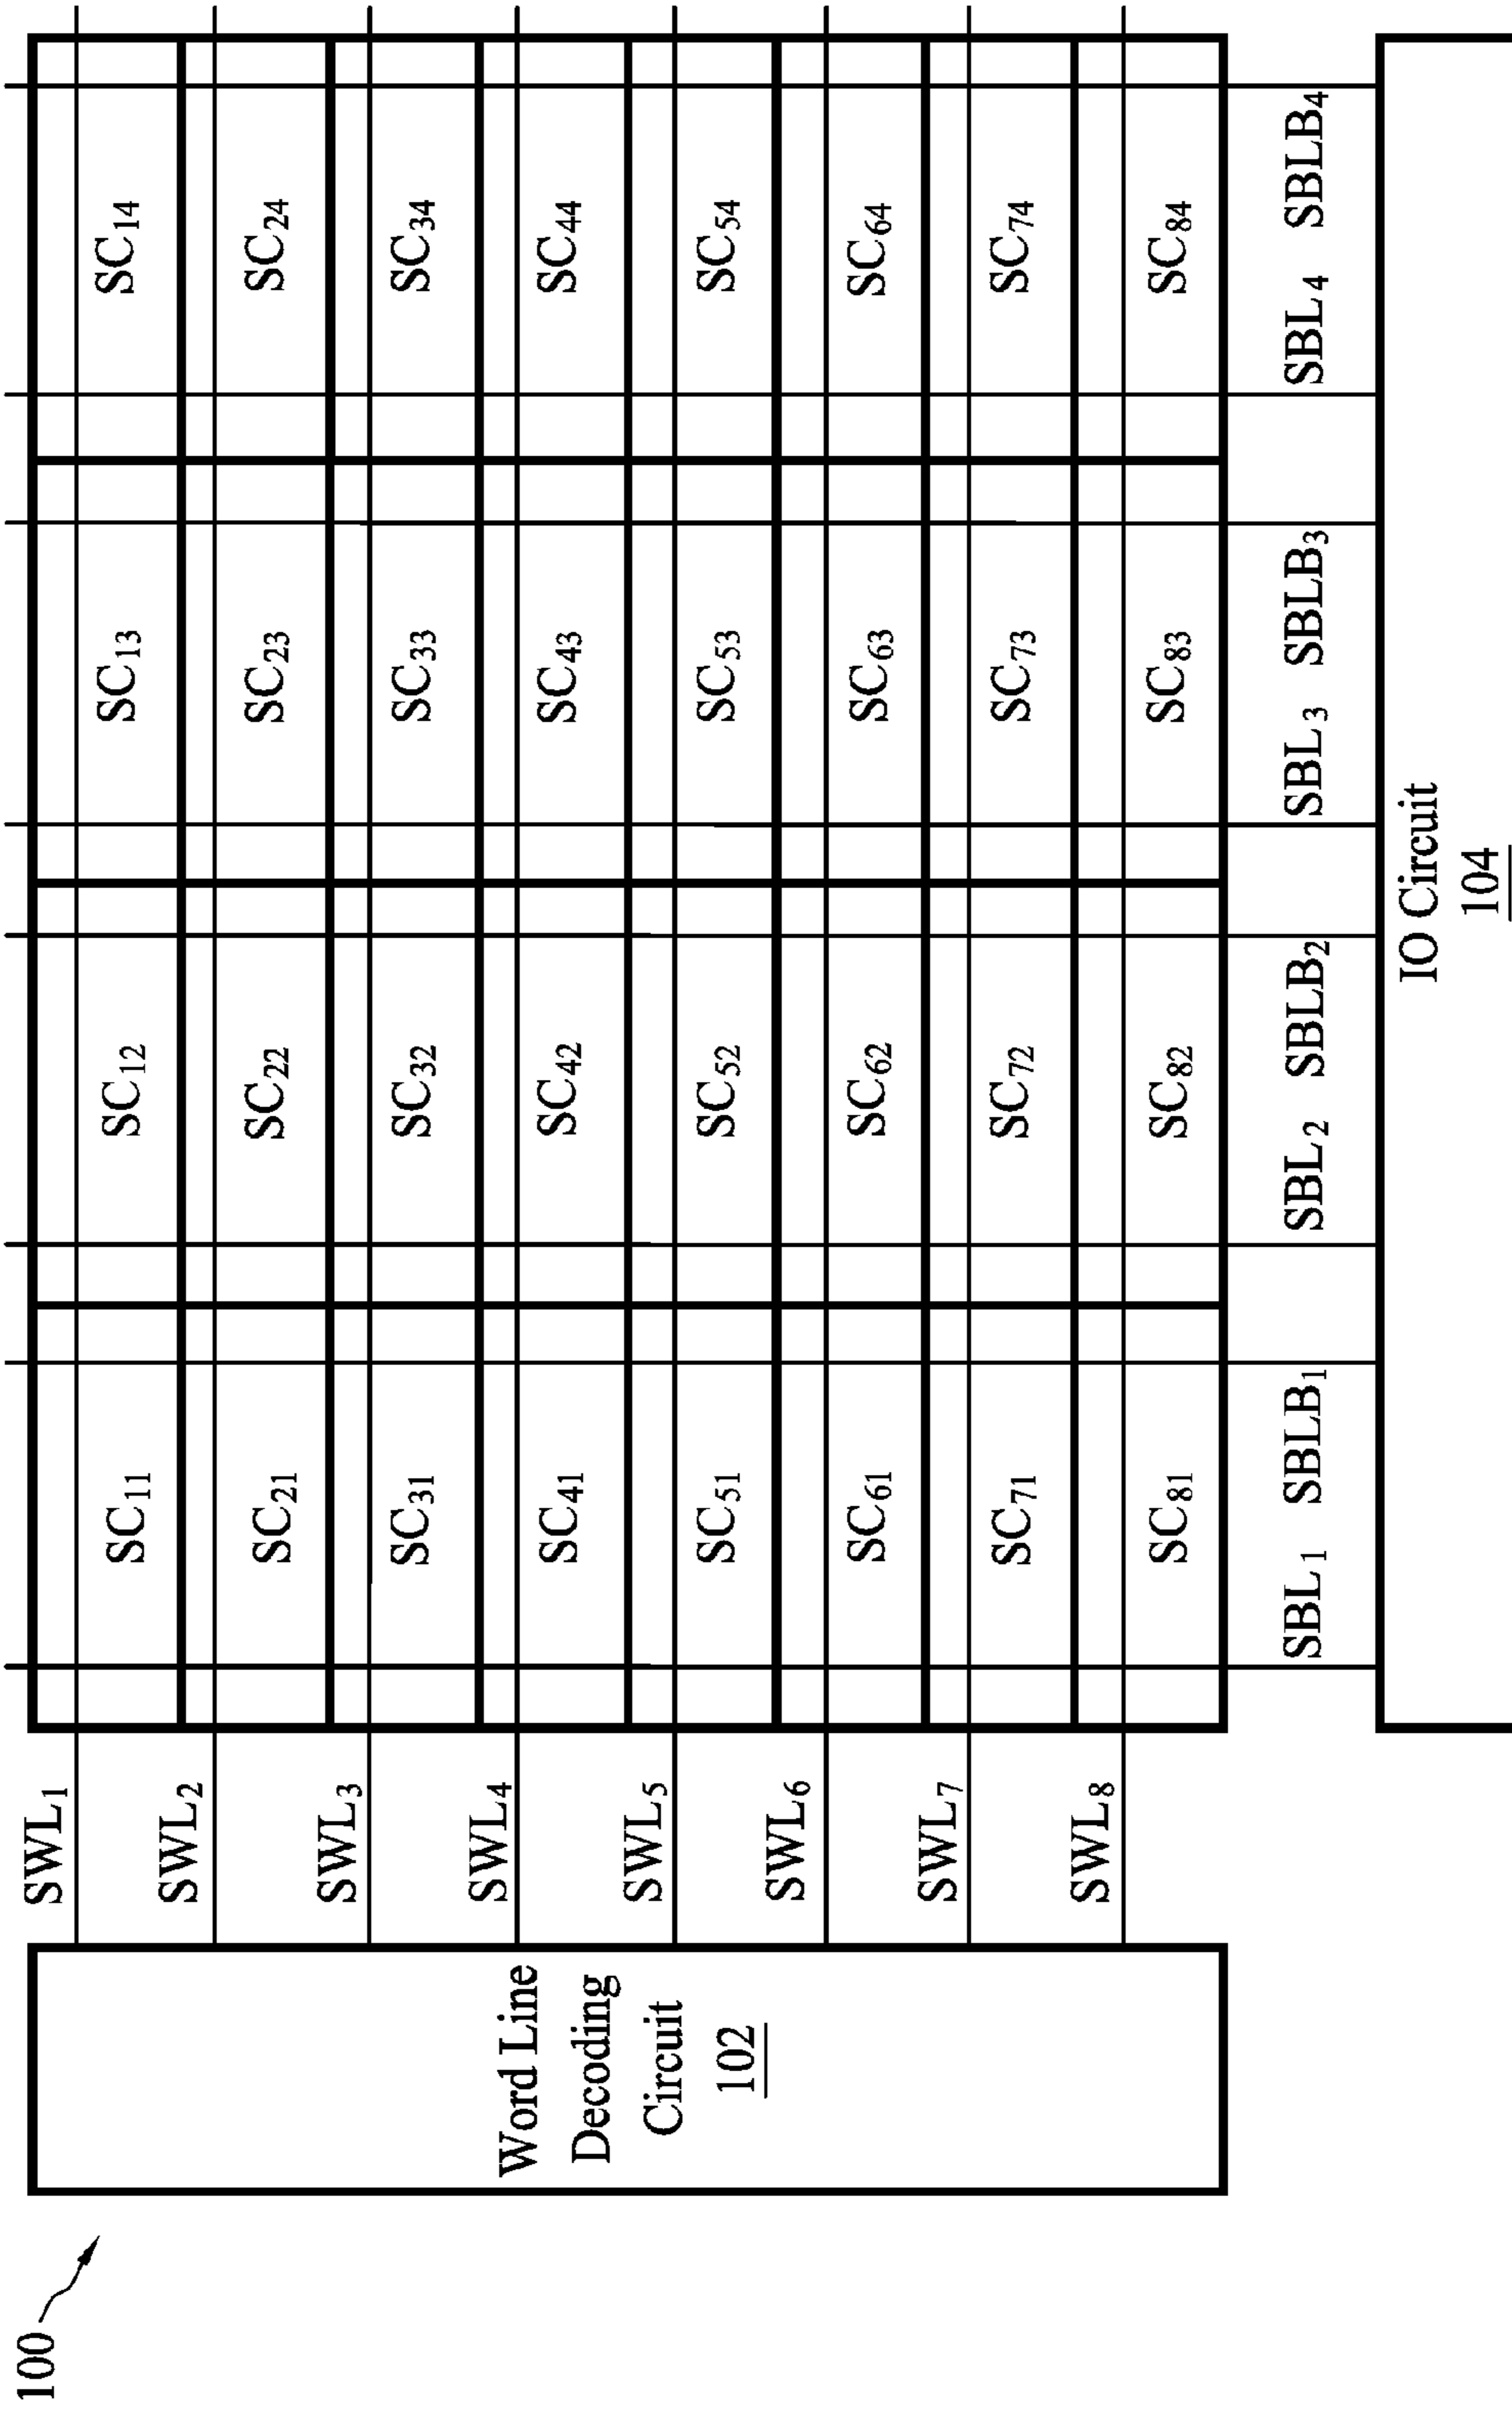 100
Word Line
Decoding
Circuit
102
SWL1
SC11
SC12
SC13
SC14
SWL2
SC21
SC22
SC23
SC24
SWL3
SC31
SC32
SC33
SC34
SWL4
SC41
SC42
SC43
SC44
SWL5
SC51
SC52
SC53
SC54
SWL6
SC61
SC62
SC63
SC64
SWL7
SC71
SC72
SC73
SC74
SWL8
SC81
SC82
SC83
SC84
SBL1 SBLB1 SBL2 SBLB2 SBL3 SBLB3 SBL4 SBLB4
IO Circuit
104